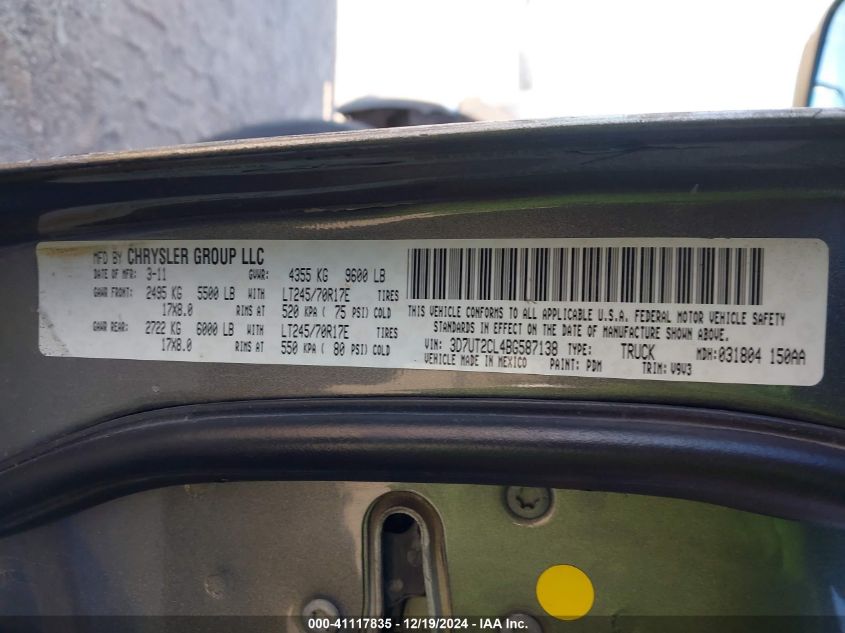 MFD BY CHRYSLER GROUP LLC
DATE OF MFR: 3-11 GVWR: 4355 KG 9600 LB
GAWR FRONT: 2495 KG 5500 LB WITH LT245/70R17E TIRES
17X8.0 RIMS AT 520 KPA ( 75 PSI) COLD
GAWR REAR: 2722 KG 6000 LB WITH LT245/70R17E TIRES
17X8.0 RIMS AT 550 KPA ( 80 PSI) COLD
THIS VEHICLE CONFORMS TO ALL APPLICABLE U.S.A. FEDERAL MOTOR VEHICLE SAFETY
STANDARDS IN EFFECT ON THE DATE OF MANUFACTURE SHOWN ABOVE.
VIN: 3D7UT2CL4BG587138 TYPE: TRUCK MDH: 031804 150AA
VEHICLE MADE IN MEXICO PAINT: PDM TRIM: V9V3
000-41117835 - 12/19/2024 - IAA Inc.